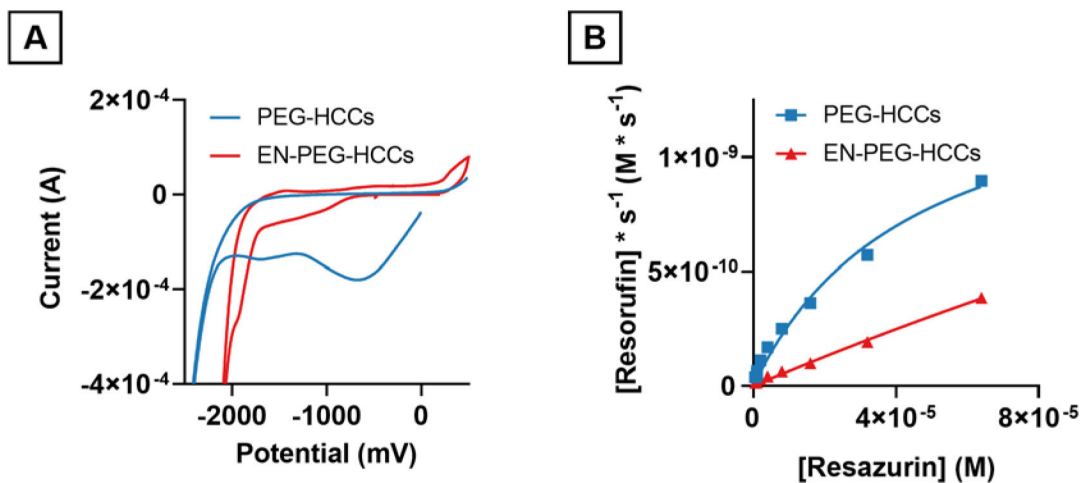 A
2×10⁻⁴
0
-2×10⁻⁴
-4×10⁻⁴
Current (A)
PEG-HCCs
EN-PEG-HCCs
-2000
-1000
0
Potential (mV)
B
[Resorufin] * s⁻¹ (M * s⁻¹)
1×10⁻⁹
5×10⁻¹⁰
0
PEG-HCCs
EN-PEG-HCCs
0
4×10⁻⁵
8×10⁻⁵
[Resazurin] (M)